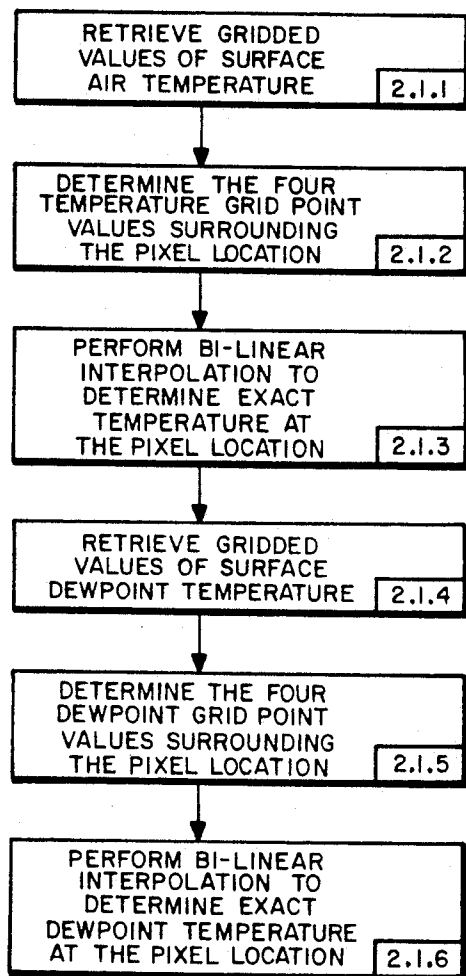 RETRIEVE GRIDDED
VALUES OF SURFACE
AIR TEMPERATURE
2.1.1
DETERMINE THE FOUR
TEMPERATURE GRID POINT
VALUES SURROUNDING
THE PIXEL LOCATION
2.1.2
PERFORM BI-LINEAR
INTERPOLATION TO
DETERMINE EXACT
TEMPERATURE AT
THE PIXEL LOCATION
2.1.3
RETRIEVE GRIDDED
VALUES OF SURFACE
DEWPOINT TEMPERATURE
2.1.4
DETERMINE THE FOUR
DEWPOINT GRID POINT
VALUES SURROUNDING
THE PIXEL LOCATION
2.1.5
PERFORM BI-LINEAR
INTERPOLATION TO
DETERMINE EXACT
DEWPOINT TEMPERATURE
AT THE PIXEL LOCATION
2.1.6